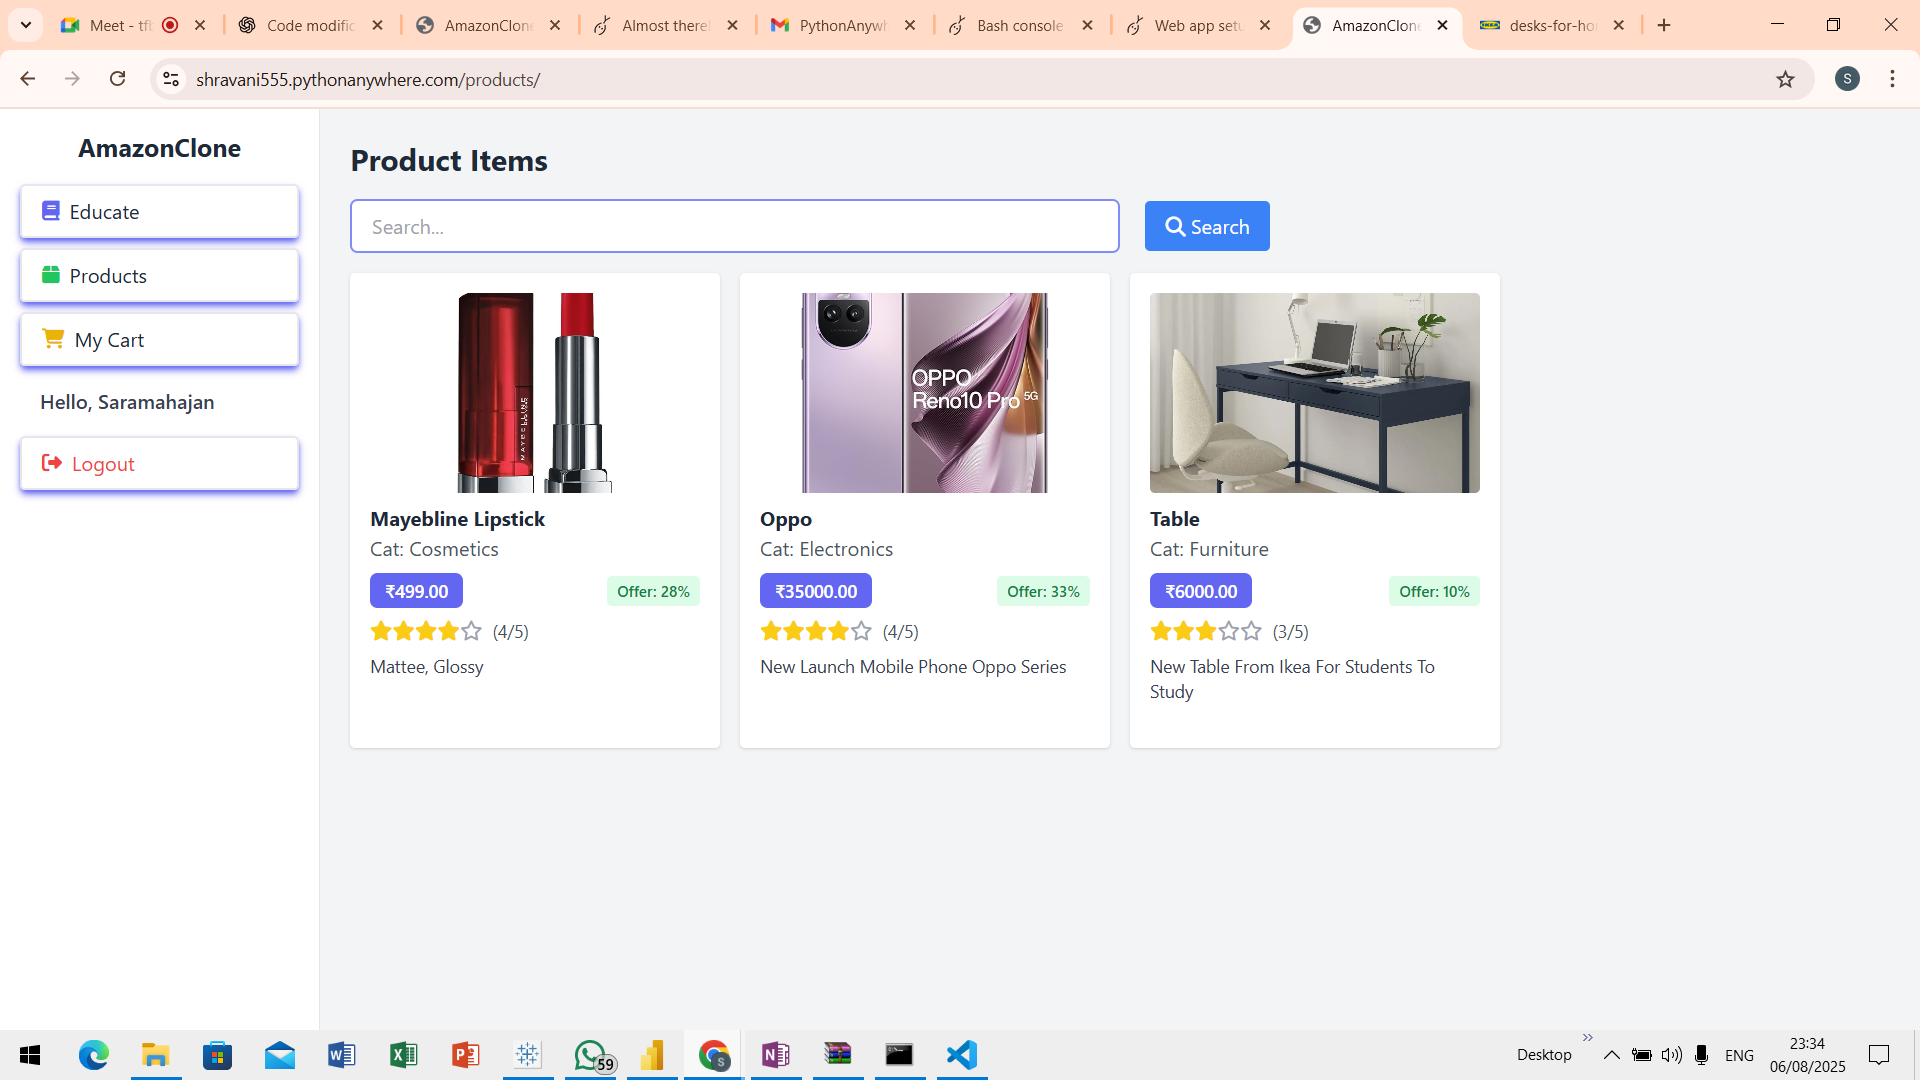 Meet - tf
Code modific
AmazonClone
Almost there!
PythonAnywh
Bash console
Web app setu
AmazonClone
desks-for-ho
shravani555.pythonanywhere.com/products/
S
AmazonClone
Educate
Products
My Cart
Hello, Saramahajan
Logout
Product Items
Search...
Search
MAYBELLINE
Mayebline Lipstick
Cat: Cosmetics
₹499.00
Offer: 28%
(4/5)
Mattee, Glossy
OPPO
Reno10 Pro 5G
Oppo
Cat: Electronics
₹35000.00
Offer: 33%
(4/5)
New Launch Mobile Phone Oppo Series
Table
Cat: Furniture
₹6000.00
Offer: 10%
(3/5)
New Table From Ikea For Students To
Study
59
Desktop
ENG
23:34
06/08/2025